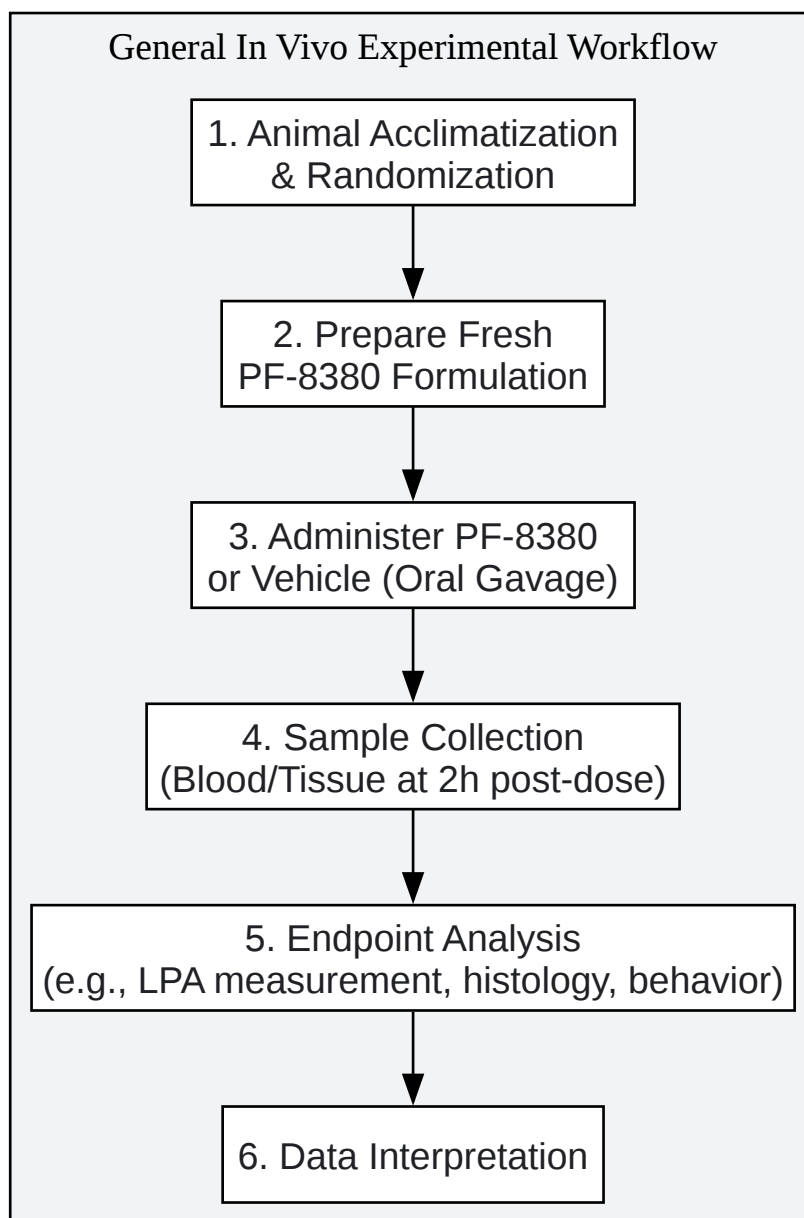 General In Vivo Experimental Workflow
1. Animal Acclimatization
& Randomization
2. Prepare Fresh
PF-8380 Formulation
3. Administer PF-8380
or Vehicle (Oral Gavage)
4. Sample Collection
(Blood/Tissue at 2h post-dose)
5. Endpoint Analysis
(e.g., LPA measurement, histology, behavior)
6. Data Interpretation